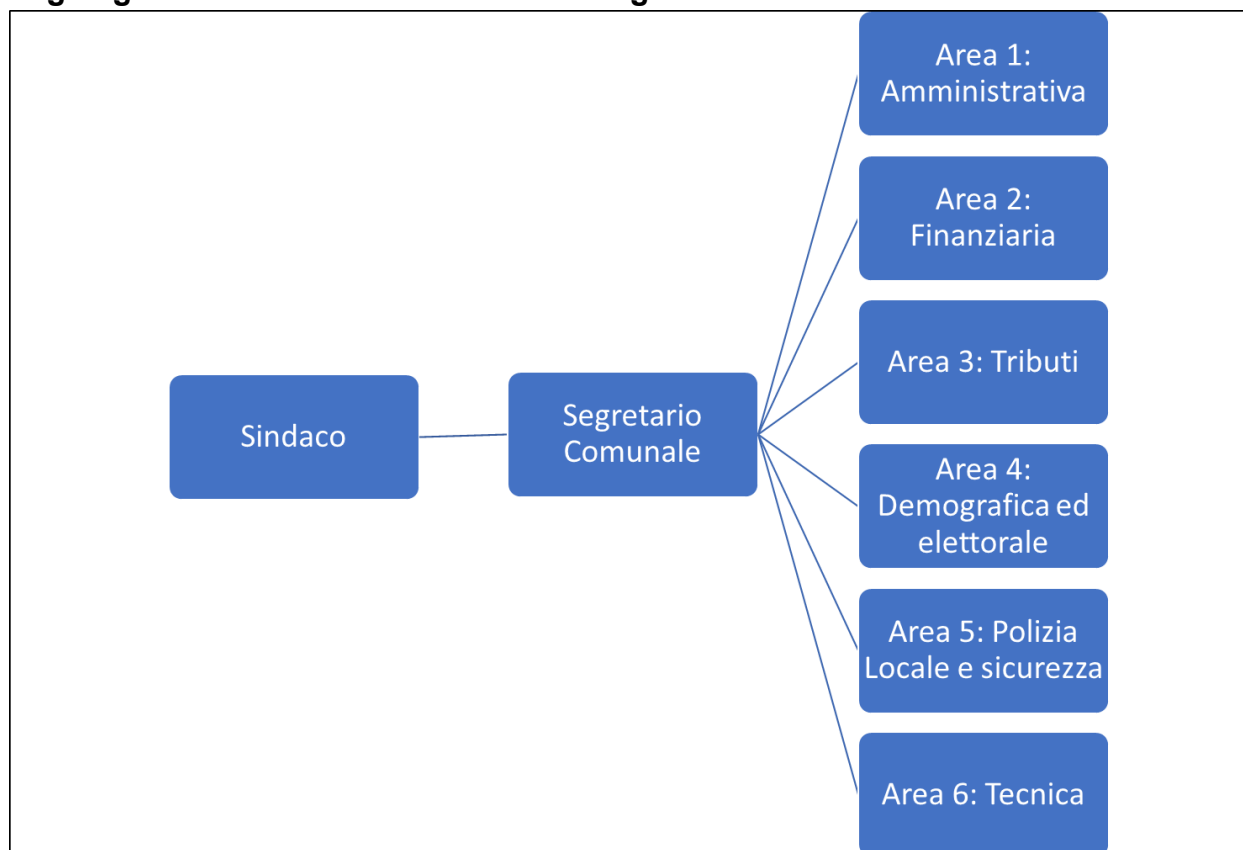 Sindaco
Segretario
Comunale
Area 1:
Amministrativa
Area 2:
Finanziaria
Area 3: Tributi
Area 4:
Demografica ed
elettorale
Area 5: Polizia
Locale e sicurezza
Area 6: Tecnica